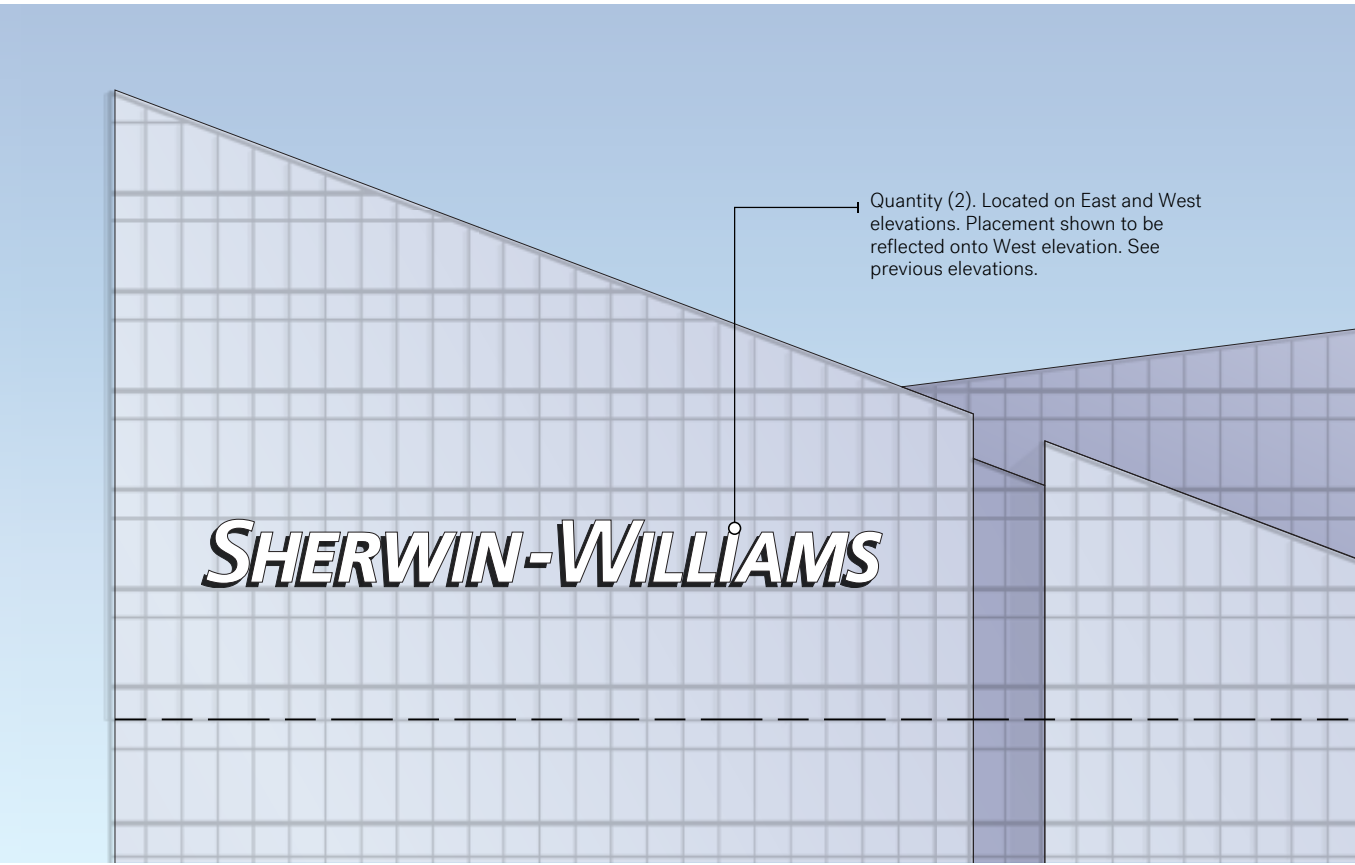 Quantity (2). Located on East and West
elevations. Placement shown to be
reflected onto West elevation. See
previous elevations.
SHERWIN-WILLIAMS